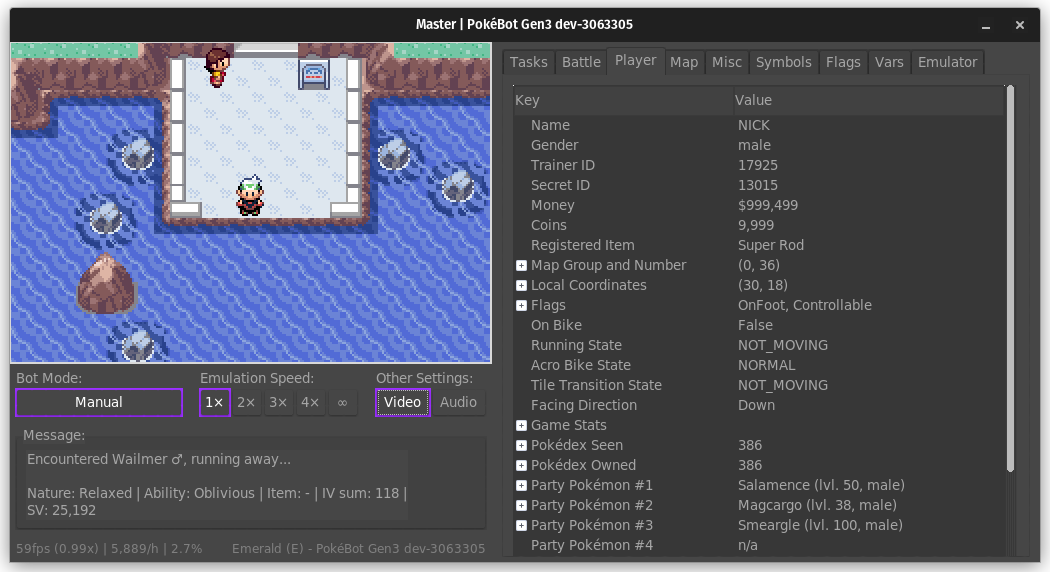 Master | PokéBot Gen3 dev-3063305
Tasks Battle Player Map Misc Symbols Flags Vars Emulator
Key Value
Name NICK
Gender male
Trainer ID 17925
Secret ID 13015
Money $999,499
Coins 9,999
Registered Item Super Rod
Map Group and Number (0, 36)
Local Coordinates (30, 18)
Flags OnFoot, Controllable
On Bike False
Running State NOT_MOVING
Acro Bike State NORMAL
Tile Transition State NOT_MOVING
Facing Direction Down
Game Stats
Pokédex Seen 386
Pokédex Owned 386
Party Pokémon #1 Salamence (lvl. 50, male)
Party Pokémon #2 Magcargo (lvl. 38, male)
Party Pokémon #3 Smeargle (lvl. 100, male)
Party Pokémon #4 n/a
Bot Mode: Emulation Speed: Other Settings:
Manual 1× 2× 3× 4× ∞ Video Audio
Message:
Encountered Wailmer ♂, running away...
Nature: Relaxed | Ability: Oblivious | Item: - | IV sum: 118 |
SV: 25,192
59fps (0.99x) | 5,889/h | 2.7% Emerald (E) - PokéBot Gen3 dev-3063305